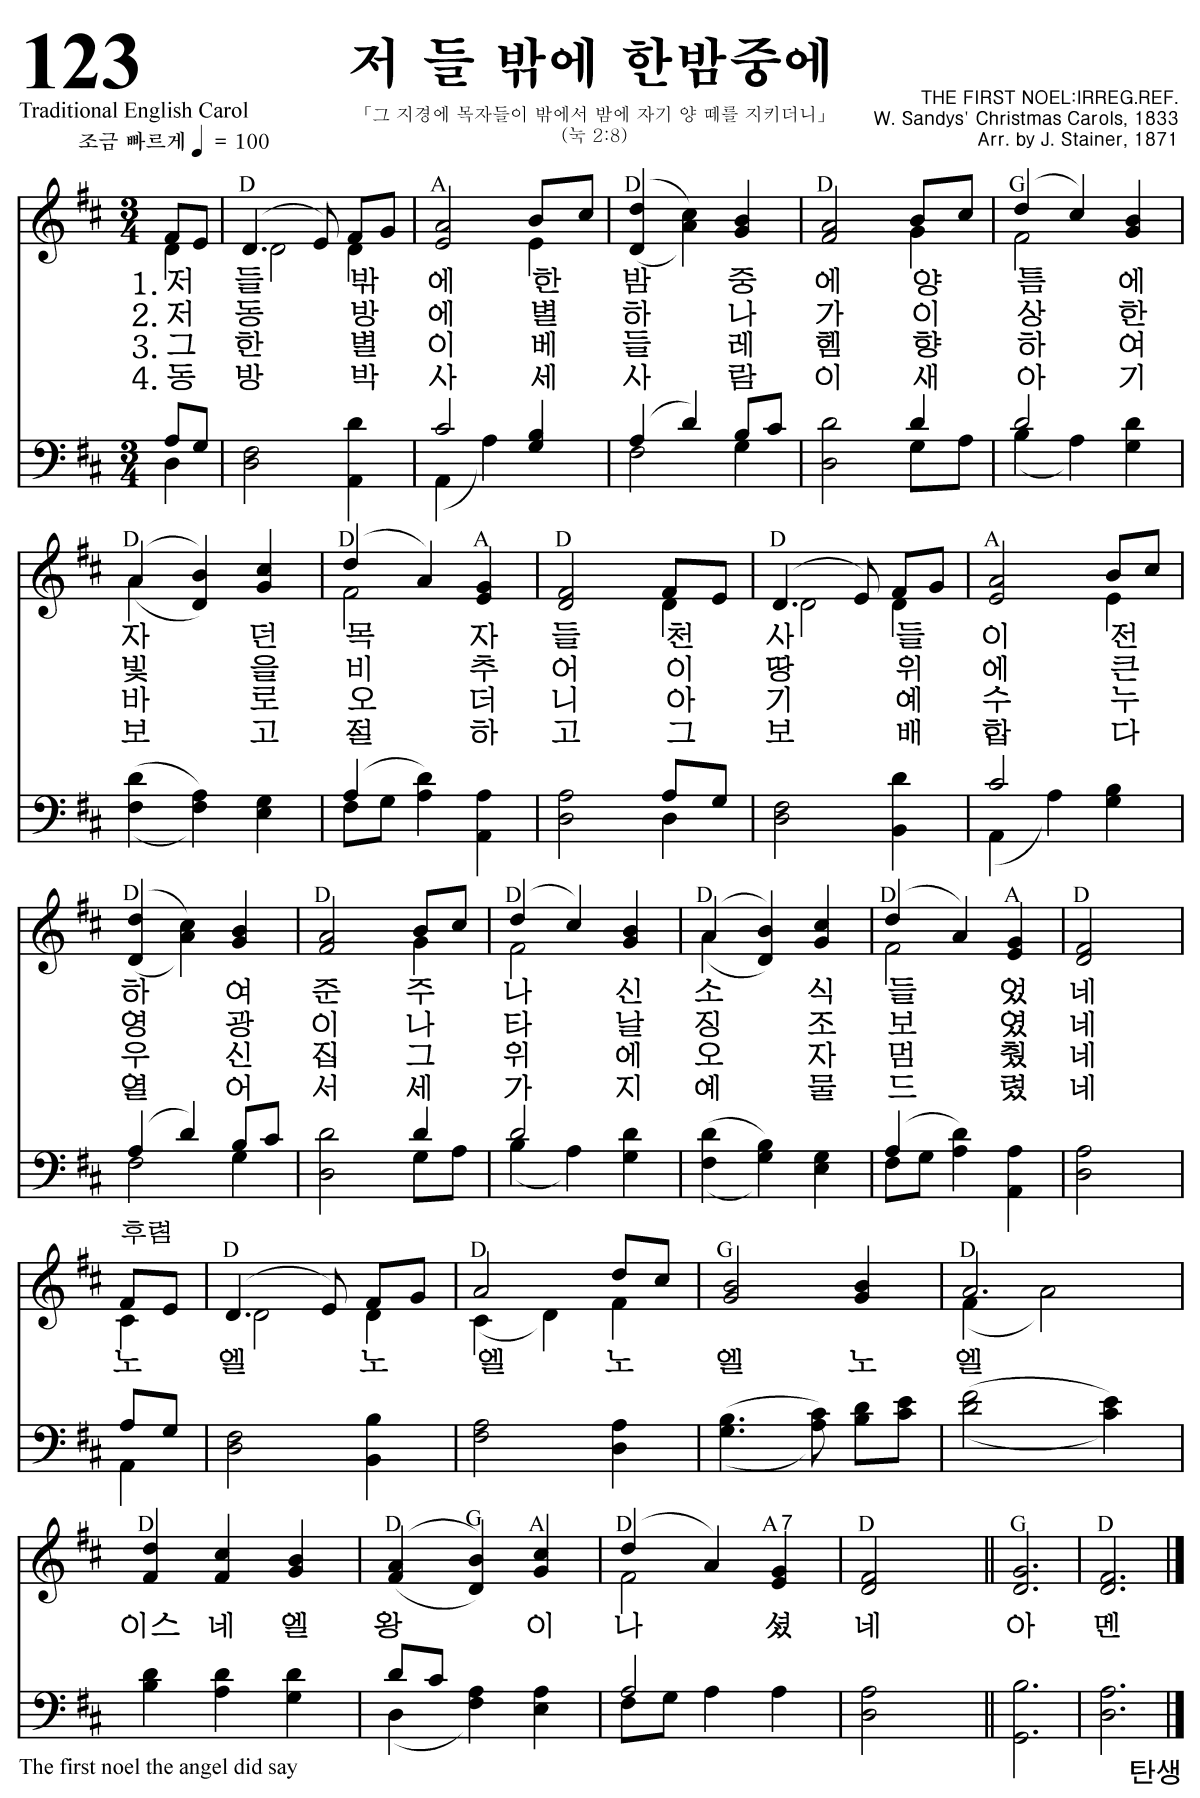 123
저 들 밖에 한밤중에
Traditional English Carol
「그 지경에 목자들이 밖에서 밤에 자기 양 떼를 지키더니」
(눅 2:8)
THE FIRST NOEL:IRREG.REF.
W. Sandys' Christmas Carols, 1833
Arr. by J. Stainer, 1871
조금 빠르게 ♩ = 100
D A D D G
3 4
1. 저 들 밖 에 한 밤 중 에 양 틈 에
2. 저 동 방 에 별 하 나 가 이 상 한
3. 그 한 별 이 베 들 레 헴 향 하 여
4. 동 방 박 사 세 사 람 이 새 아 기
3 4
D D A D D A
자 던 목 자 들 천 사 들 이 전
빛 을 비 추 어 이 땅 위 에 큰
바 로 오 더 니 아 기 예 수 누
보 고 절 하 고 그 보 배 합 다
D D D D D A D
하 여 준 주 나 신 소 식 들 었 네
영 광 이 나 타 날 징 조 보 였 네
우 신 집 그 위 에 오 자 멈 췄 네
열 어 서 세 가 지 예 물 드 렸 네
후렴
D D G D
노 엘 노 엘 노 엘 노 엘
D D G A D A7 D G D
이스 네 엘 왕 이 나 셨 네 아 멘
The first noel the angel did say
탄생